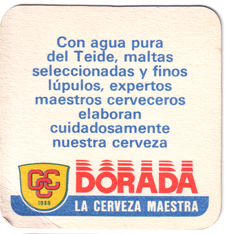 Con agua pura
del Teide, maltas
seleccionadas y finos
lúpulos, expertos
maestros cerveceros
elaboran
cuidadosamente
nuestra cerveza
CCC
DORADA
LA CERVEZA MAESTRA